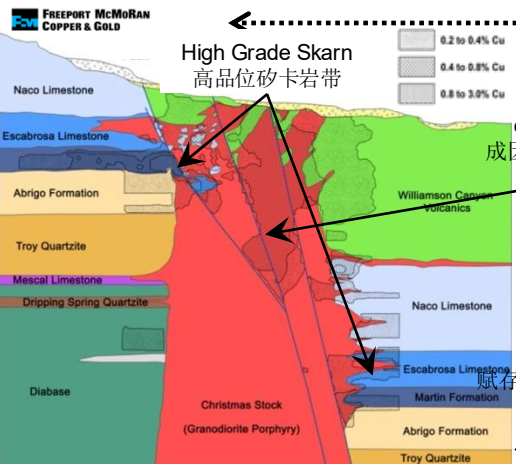 FREEPORT MCMORAN
COPPER & GOLD
High Grade Skarn
高品位矽卡岩带
0.2 to 0.4% Cu
0.4 to 0.8% Cu
0.8 to 3.0% Cu
Naco Limestone
Escabrosa Limestone
Abrigo Formation
Troy Quartzite
Mescal Limestone
Dripping Spring Quartzite
Diabase
Christmas Stock
(Granodiorite Porphyry)
成因
Williamson Canyon
Volcanics
Naco Limestone
Escabrosa Limestone
赋存
Martin Formation
Abrigo Formation
Troy Quartzite